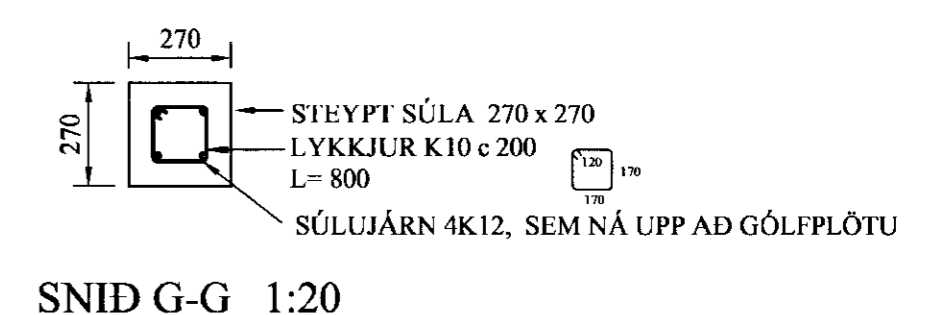 270
270
STEYPT SÚLA 270 x 270
LYKKJUR K10 c 200
L= 800
120
170
170
SÚLUJÁRN 4K12, SEM NÁ UPP AÐ GÓLFPLÖTU
SNIÐ G-G 1:20